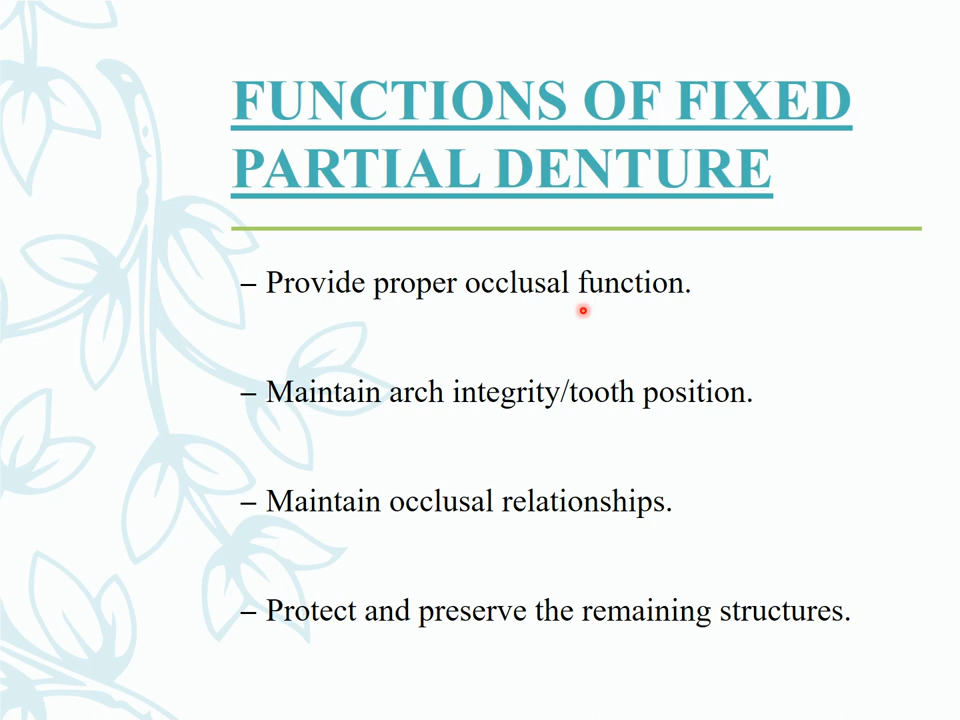 FUNCTIONS OF FIXED
PARTIAL DENTURE
– Provide proper occlusal function.
– Maintain arch integrity/tooth position.
– Maintain occlusal relationships.
– Protect and preserve the remaining structures.